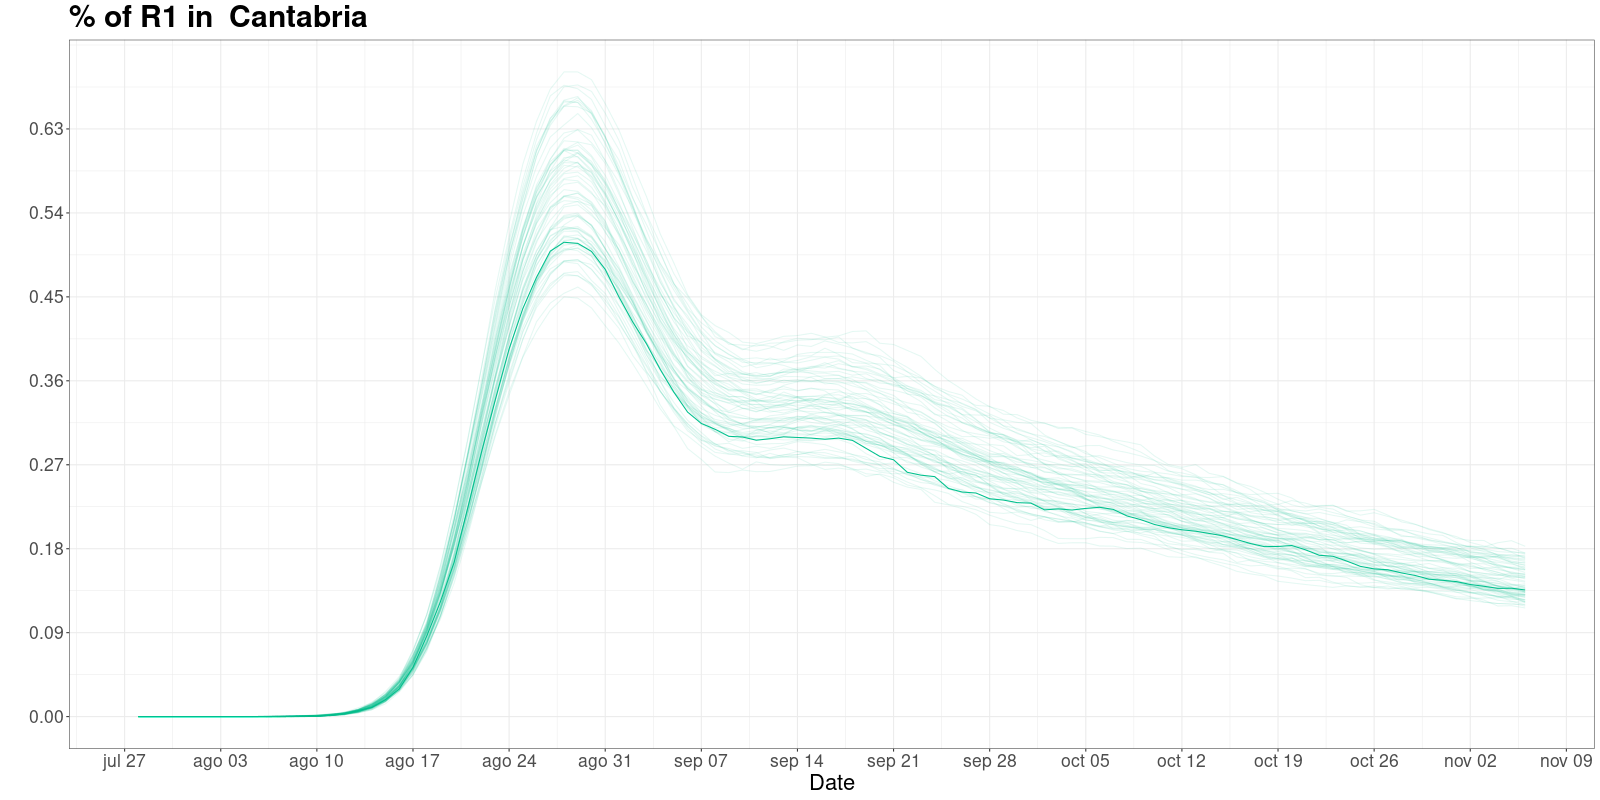 % of R1 in  Cantabria
0.63
0.54
0.45
0.36
0.27
0.18
0.09
0.00
jul 27 ago 03 ago 10 ago 17 ago 24 ago 31 sep 07 sep 14 sep 21 sep 28 oct 05 oct 12 oct 19 oct 26 nov 02 nov 09
Date